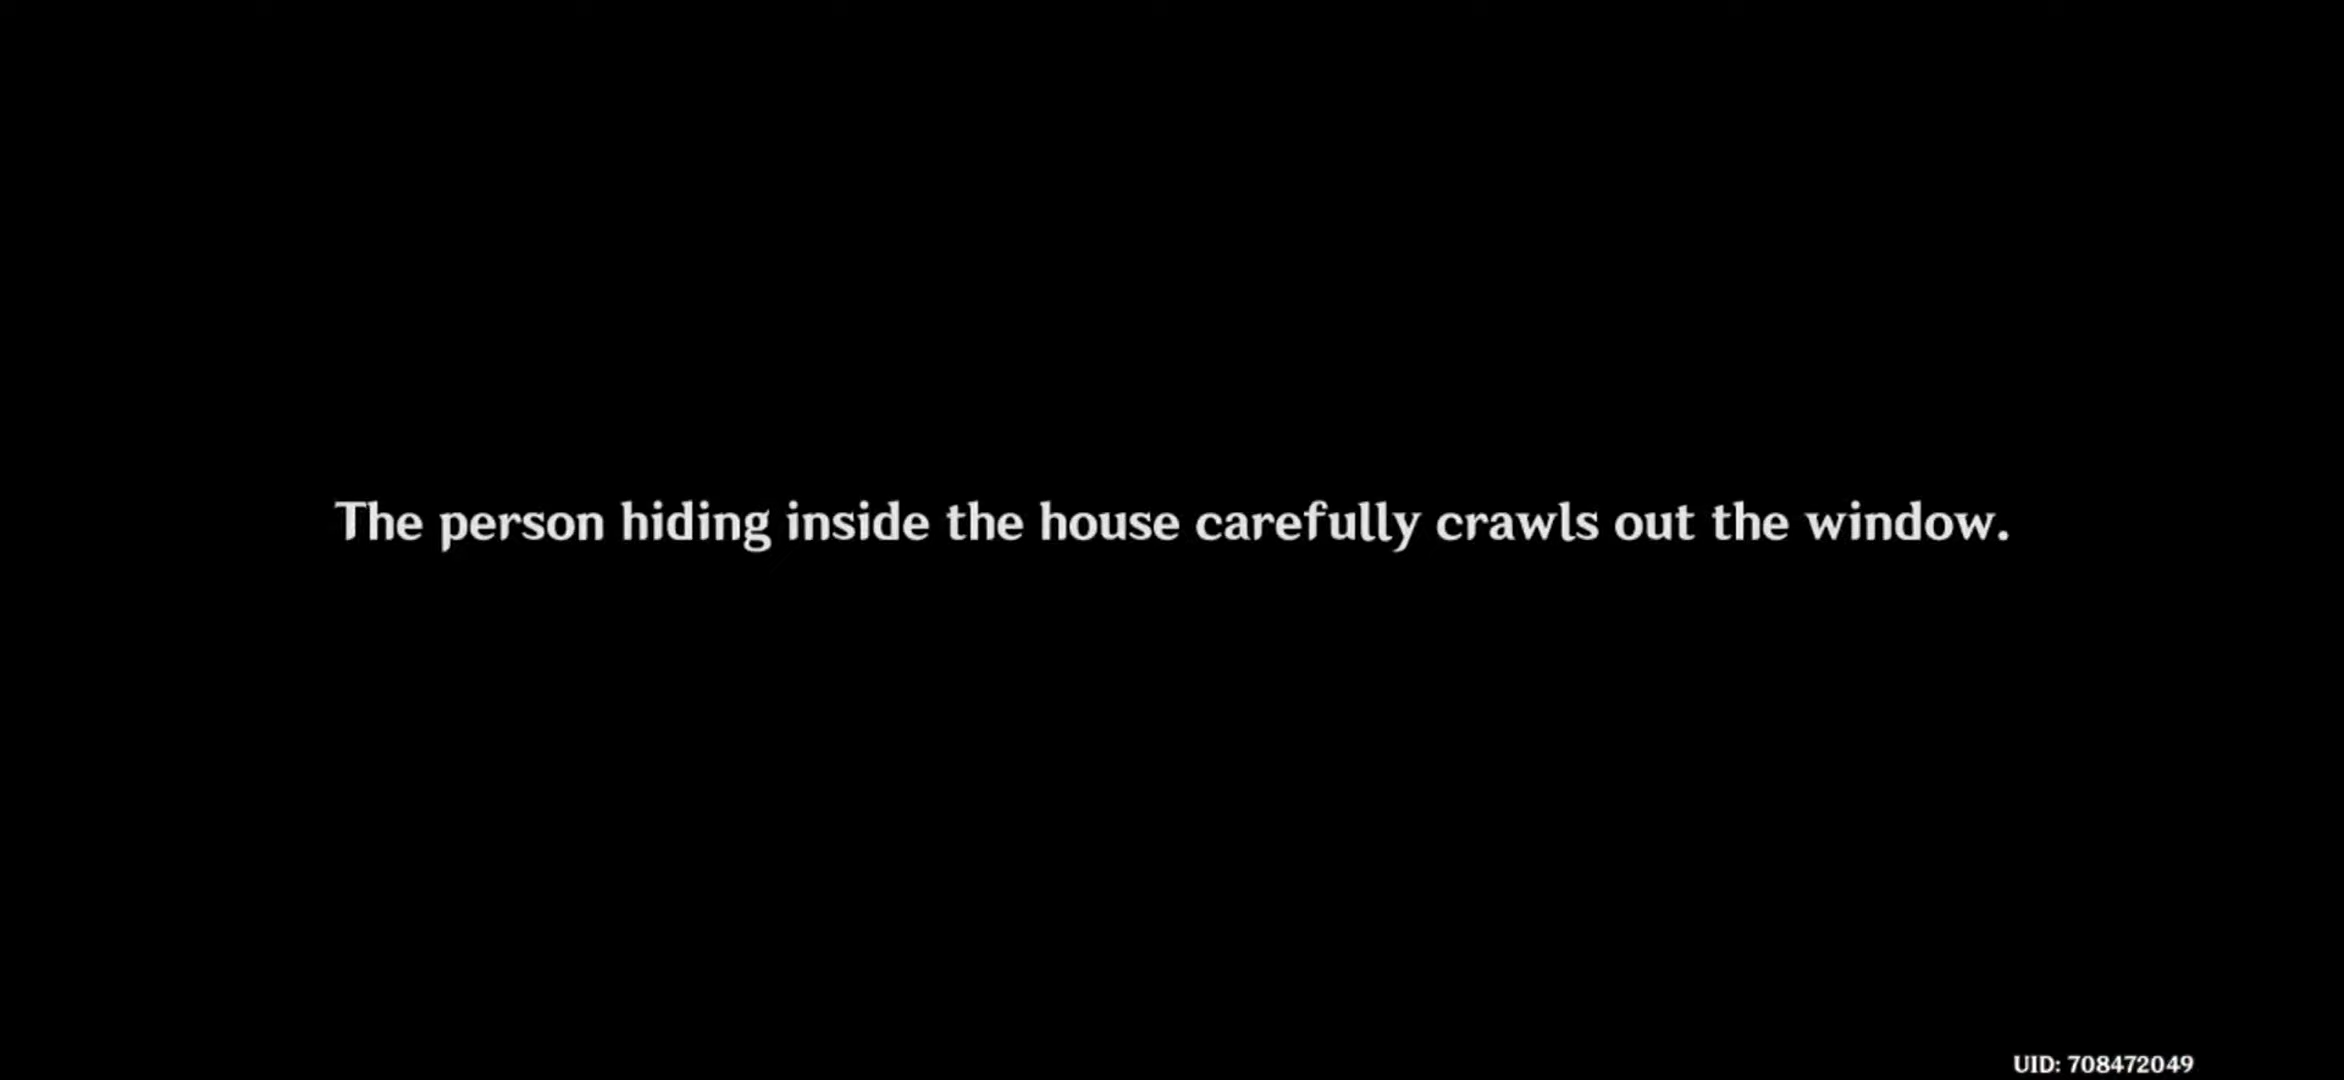 The person hiding inside the house carefully crawls out the window.
UID: 708472049